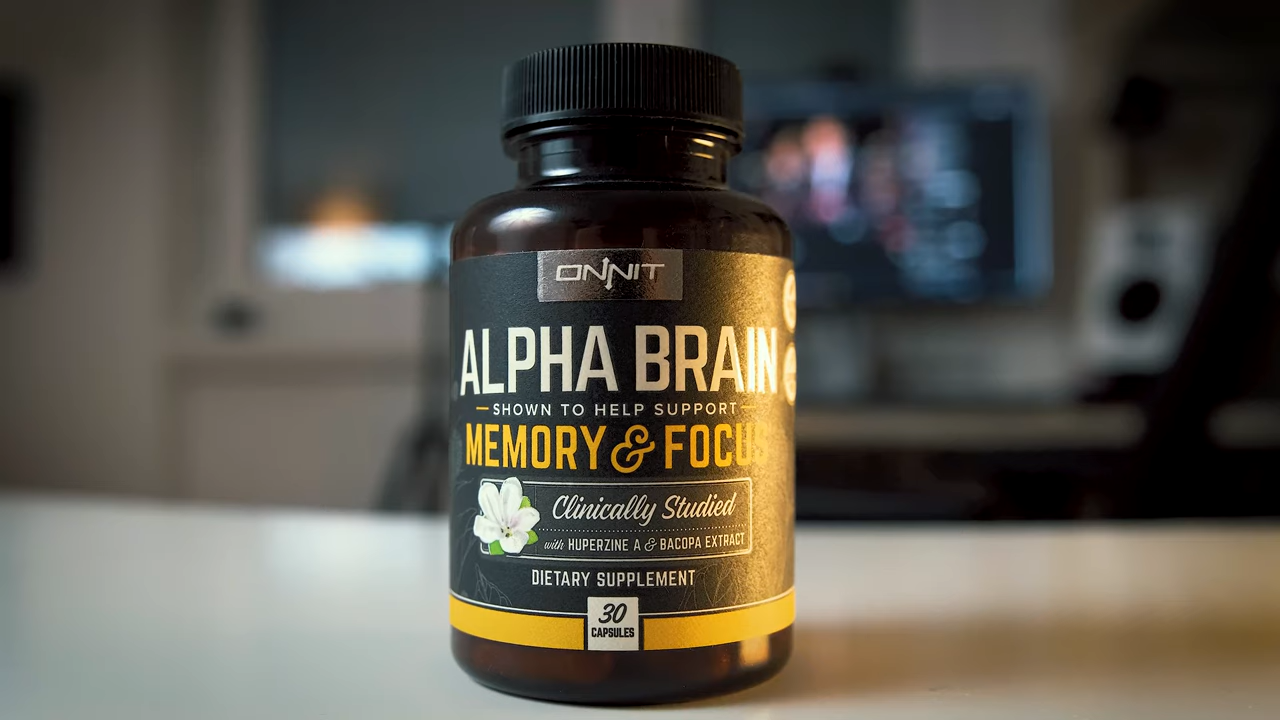 ONNIT
ALPHA BRAIN
SHOWN TO HELP SUPPORT
MEMORY & FOCUS
Clinically Studied
with HUPERZINE A & BACOPA EXTRACT
DIETARY SUPPLEMENT
30
CAPSULES